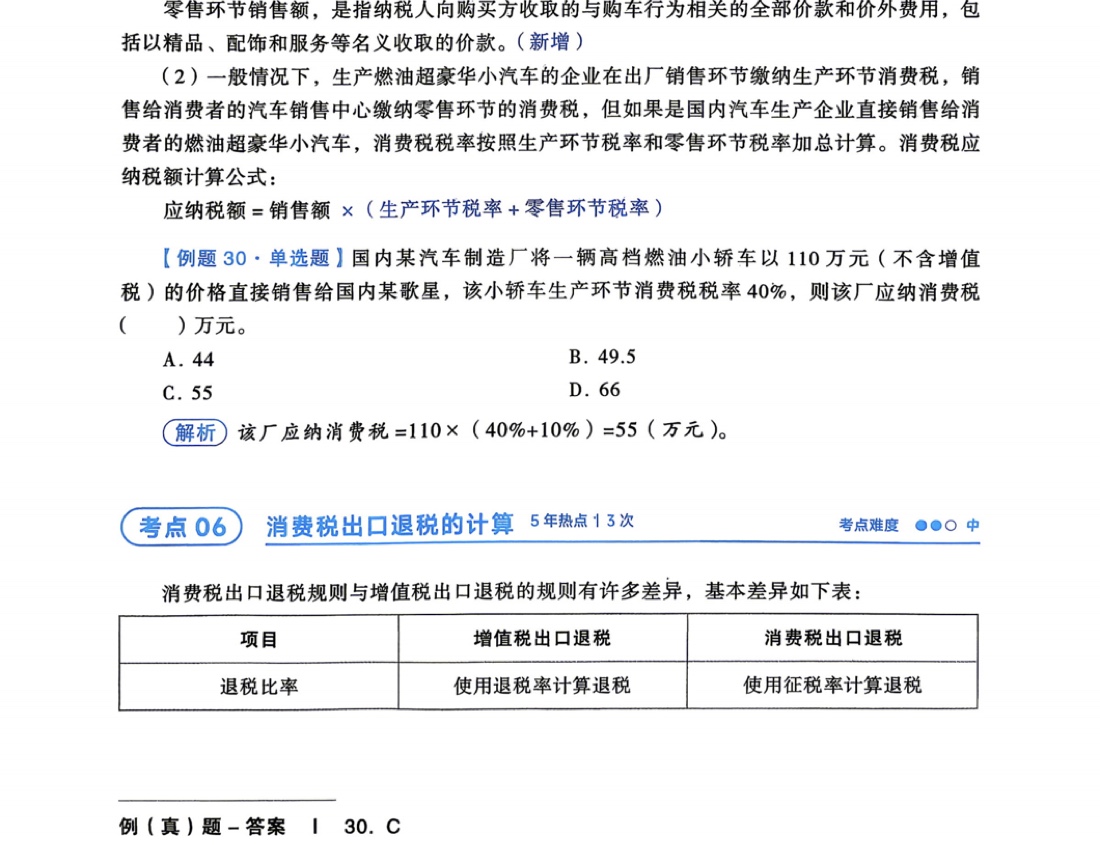 零售环节销售额，是指纳税人向购买方收取的与购车行为相关的全部价款和价外费用，包
括以精品、配饰和服务等名义收取的价款。（新增）
（2）一般情况下，生产燃油超豪华小汽车的企业在出厂销售环节缴纳生产环节消费税，销
售给消费者的汽车销售中心缴纳零售环节的消费税，但如果是国内汽车生产企业直接销售给消
费者的燃油超豪华小汽车，消费税税率按照生产环节税率和零售环节税率加总计算。消费税应
纳税额计算公式：
应纳税额 = 销售额 ×（生产环节税率 + 零售环节税率）
【例题 30 · 单选题】国内某汽车制造厂将一辆高档燃油小轿车以 110 万元（不含增值
税）的价格直接销售给国内某歌星，该小轿车生产环节消费税税率 40%，则该厂应纳消费税
（　　）万元。
A. 44
B. 49.5
C. 55
D. 66
解析 该厂应纳消费税=110×（40%+10%）=55（万元）。
考点 06 消费税出口退税的计算 5 年热点 13 次 考点难度 ●●○ 中
消费税出口退税规则与增值税出口退税的规则有许多差异，基本差异如下表：
项目 增值税出口退税 消费税出口退税
退税比率 使用退税率计算退税 使用征税率计算退税
例（真）题 – 答案 | 30. C